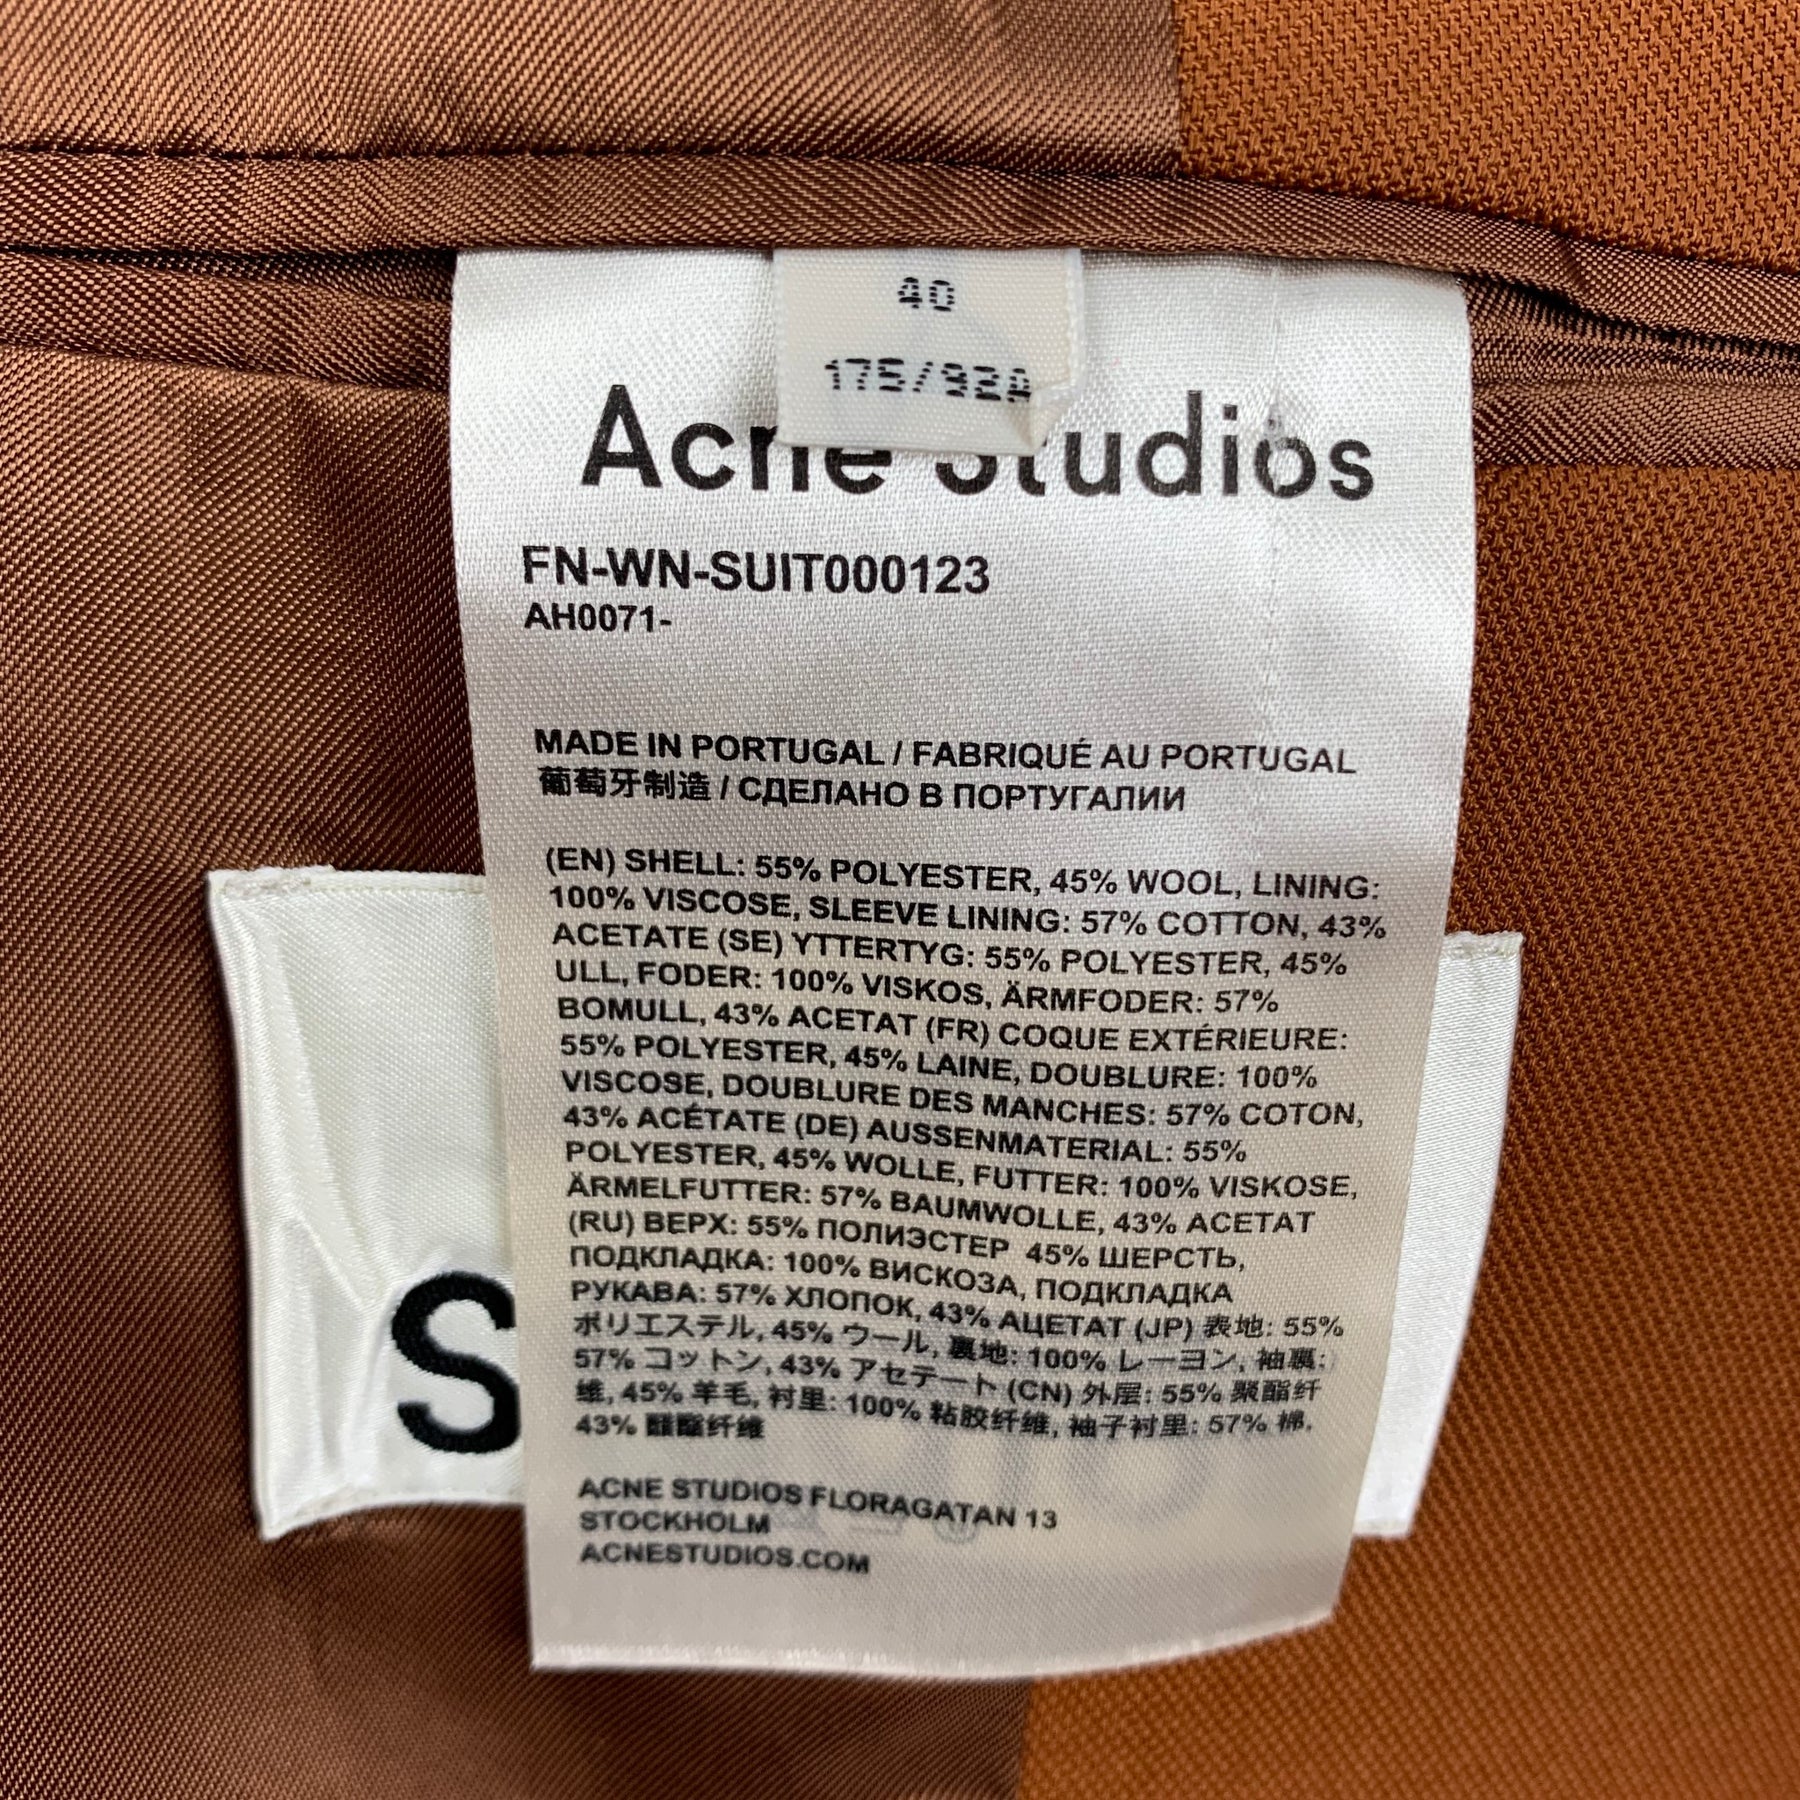 40
175/92A
Acne Studios
FN-WN-SUIT000123
AH0071-
MADE IN PORTUGAL / FABRIQUÉ AU PORTUGAL
葡萄牙制造 / СДЕЛАНО В ПОРТУГАЛИИ
(EN) SHELL: 55% POLYESTER, 45% WOOL, LINING:
100% VISCOSE, SLEEVE LINING: 57% COTTON, 43%
ACETATE (SE) YTTERTYG: 55% POLYESTER, 45%
ULL, FODER: 100% VISKOS, ÄRMFODER: 57%
BOMULL, 43% ACETAT (FR) COQUE EXTÉRIEURE:
55% POLYESTER, 45% LAINE, DOUBLURE: 100%
VISCOSE, DOUBLURE DES MANCHES: 57% COTON,
43% ACÉTATE (DE) AUSSENMATERIAL: 55%
POLYESTER, 45% WOLLE, FUTTER: 100% VISKOSE,
ÄRMELFUTTER: 57% BAUMWOLLE, 43% ACETAT
(RU) ВЕРХ: 55% ПОЛИЭСТЕР 45% ШЕРСТЬ,
ПОДКЛАДКА: 100% ВИСКОЗА, ПОДКЛАДКА
РУКАВА: 57% ХЛОПОК, 43% АЦЕТАТ (JP) 表地: 55%
ポリエステル, 45% ウール, 裏地: 100% レーヨン, 袖裏:
57% コットン, 43% アセテート (CN) 外层: 55% 聚酯纤
维, 45% 羊毛, 衬里: 100% 粘胶纤维, 袖子衬里: 57% 棉,
43% 醋酯纤维
ACNE STUDIOS FLORAGATAN 13
STOCKHOLM
ACNESTUDIOS.COM
S